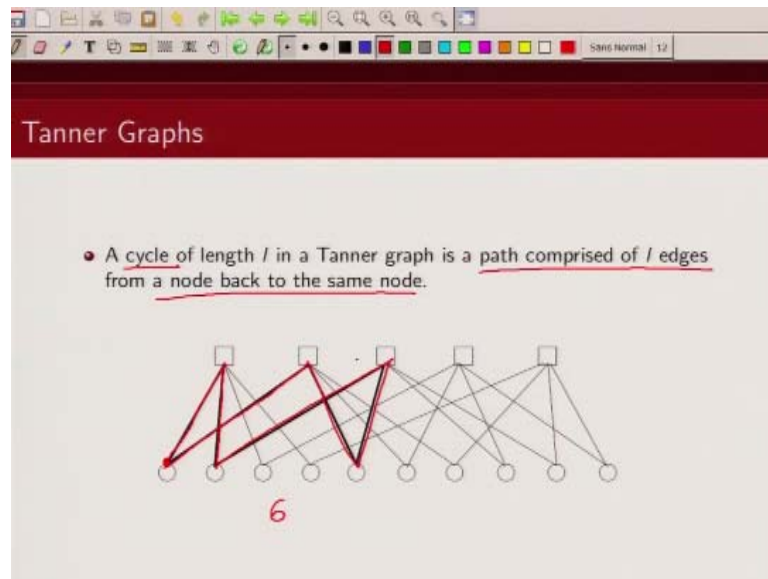 T
Sans Normal 12
Tanner Graphs
A cycle of length l in a Tanner graph is a path comprised of l edges
from a node back to the same node.
6